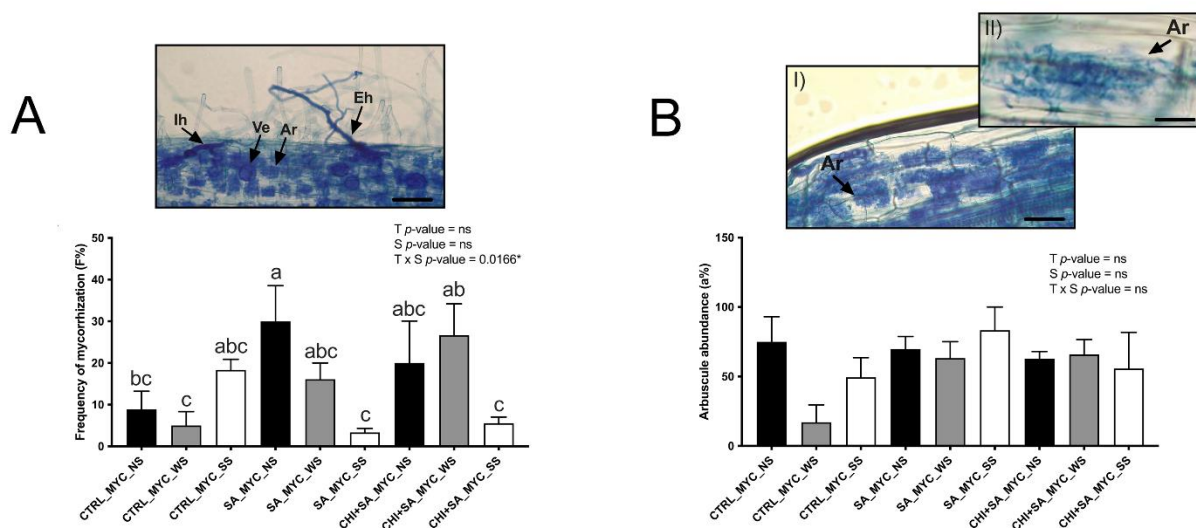 A
Ih
Ve
Ar
Eh
Frequency of mycorrhization (F%)
50
40
30
20
10
0
T p-value = ns
S p-value = ns
T x S p-value = 0.0166*
bc
c
abc
a
abc
c
abc
ab
c
CTRL_MYC_NS
CTRL_MYC_WS
CTRL_MYC_SS
SA_MYC_NS
SA_MYC_WS
SA_MYC_SS
CHI+SA_MYC_NS
CHI+SA_MYC_WS
CHI+SA_MYC_SS
B
I)
Ar
II)
Ar
Arbuscule abundance (a%)
150
100
50
0
T p-value = ns
S p-value = ns
T x S p-value = ns
CTRL_MYC_NS
CTRL_MYC_WS
CTRL_MYC_SS
SA_MYC_NS
SA_MYC_WS
SA_MYC_SS
CHI+SA_MYC_NS
CHI+SA_MYC_WS
CHI+SA_MYC_SS